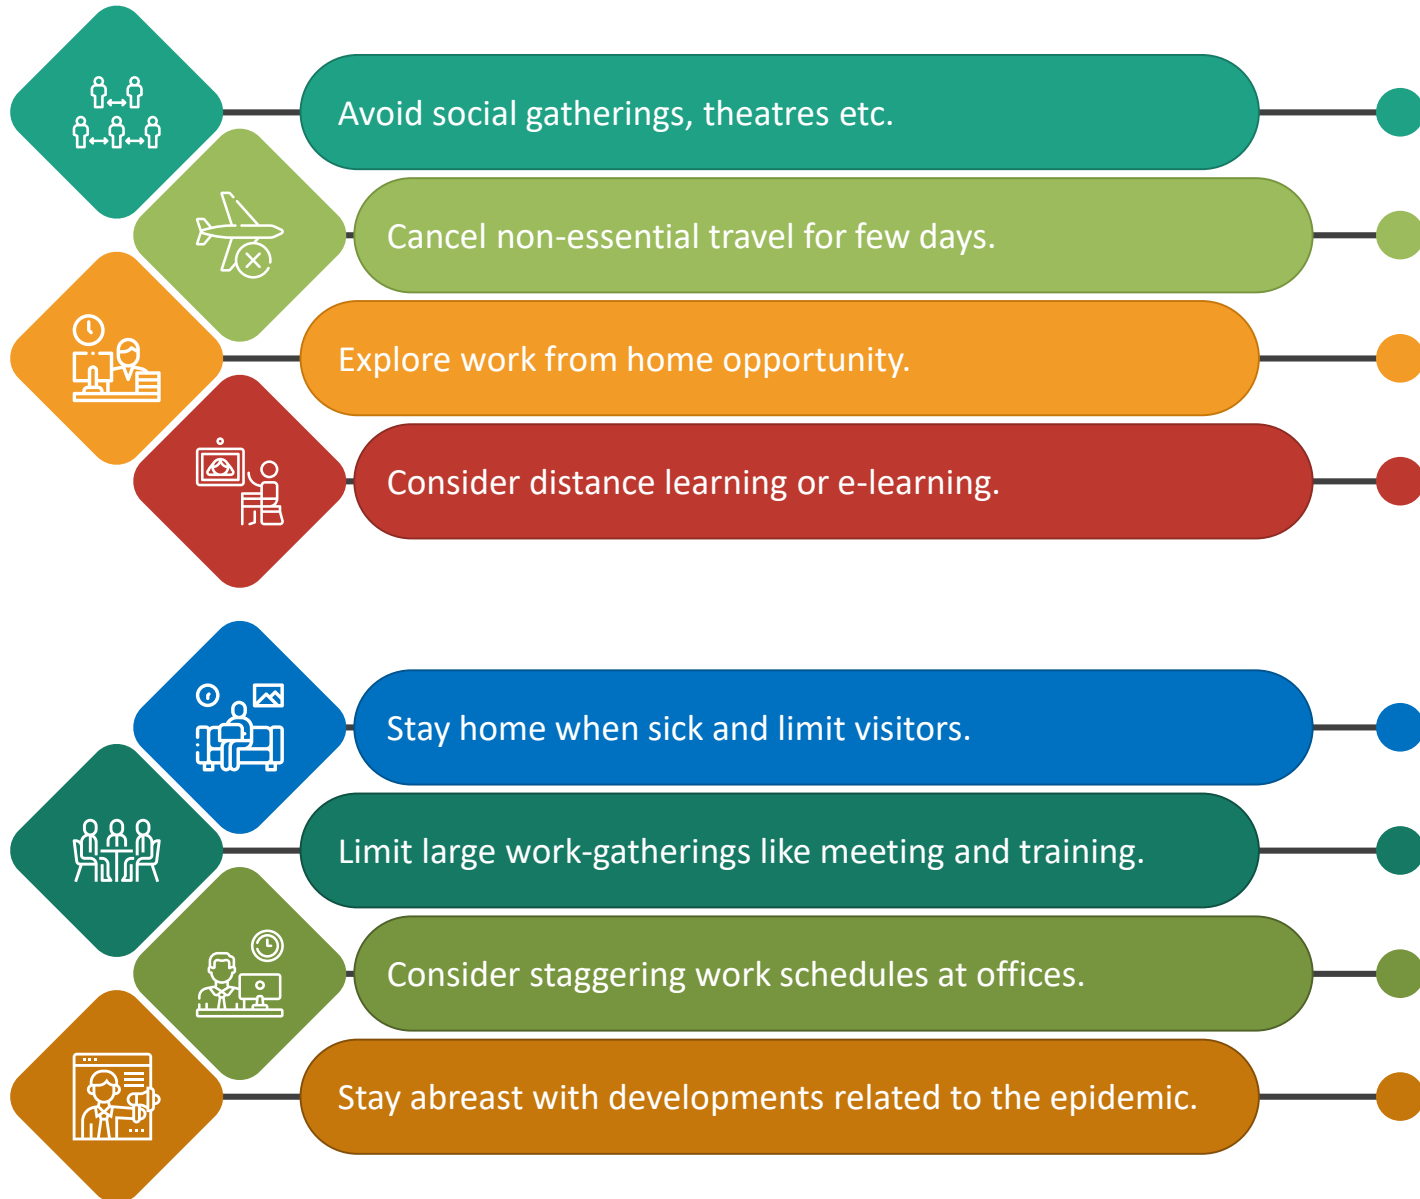 Avoid social gatherings, theatres etc.
Cancel non-essential travel for few days.
Explore work from home opportunity.
Consider distance learning or e-learning.
Stay home when sick and limit visitors.
Limit large work-gatherings like meeting and training.
Consider staggering work schedules at offices.
Stay abreast with developments related to the epidemic.